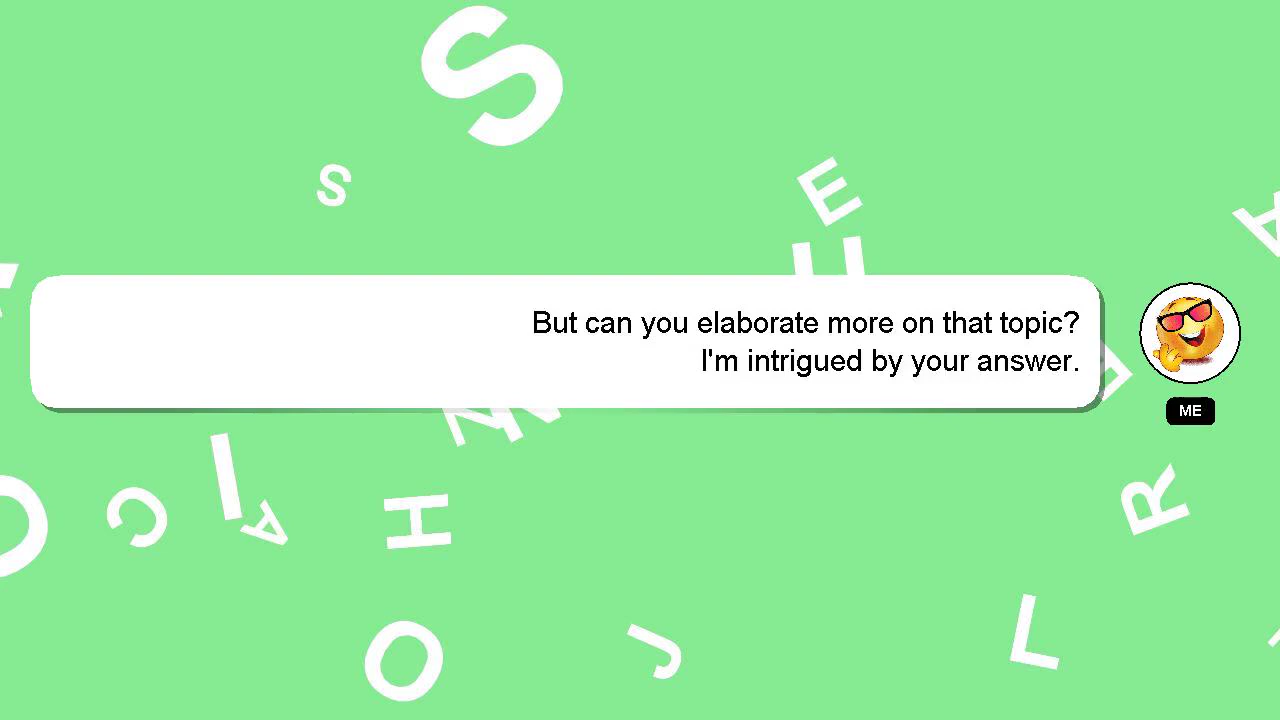 S
S
E
A
But can you elaborate more on that topic?
I'm intrigued by your answer.
ME
N
I
C
A
H
R
O
J
L